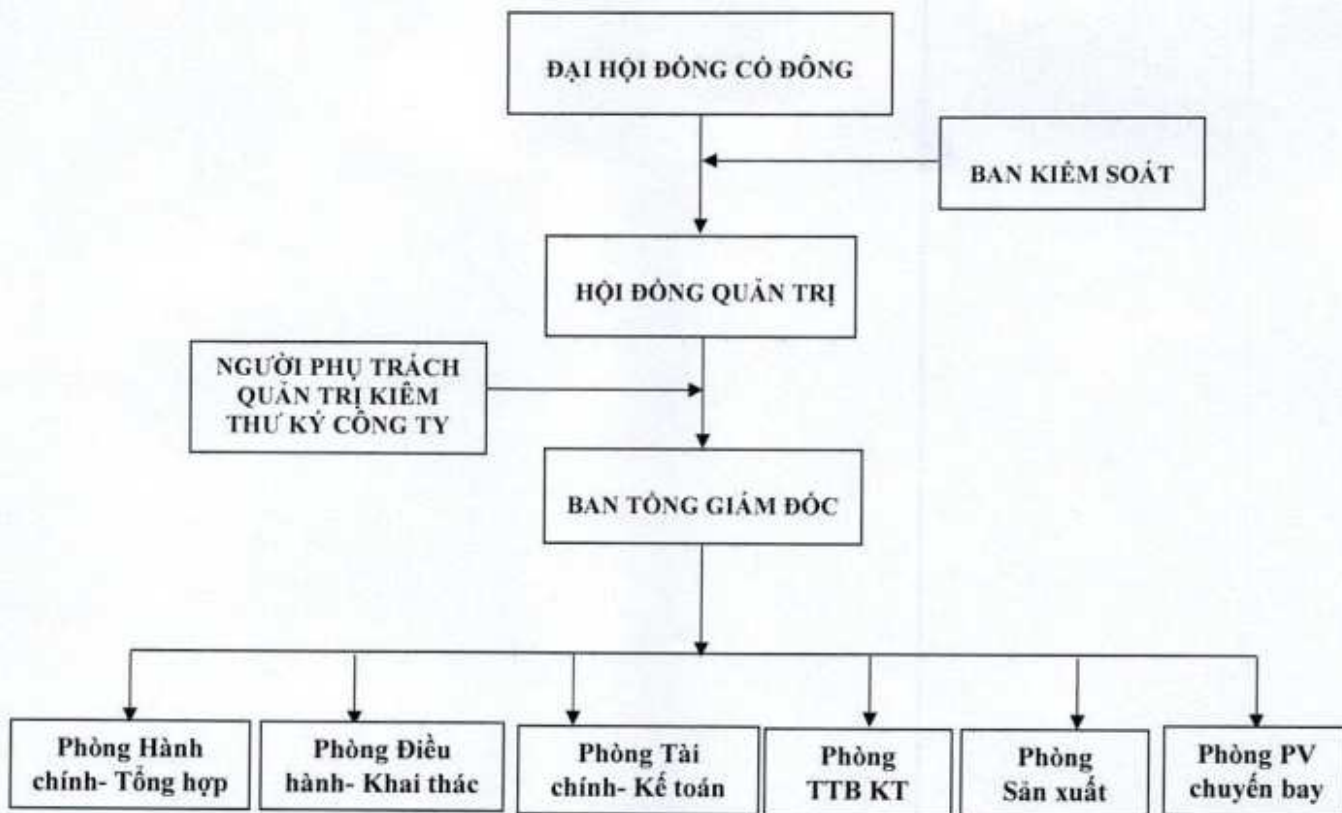 ĐẠI HỘI ĐỒNG CỔ ĐÔNG
BAN KIỂM SOÁT
HỘI ĐỒNG QUẢN TRỊ
NGƯỜI PHỤ TRÁCH
QUẢN TRỊ KIÊM
THƯ KÝ CÔNG TY
BAN TỔNG GIÁM ĐỐC
Phòng Hành
chính- Tổng hợp
Phòng Điều
hành- Khai thác
Phòng Tài
chính- Kế toán
Phòng
TTB KT
Phòng
Sản xuất
Phòng PV
chuyến bay